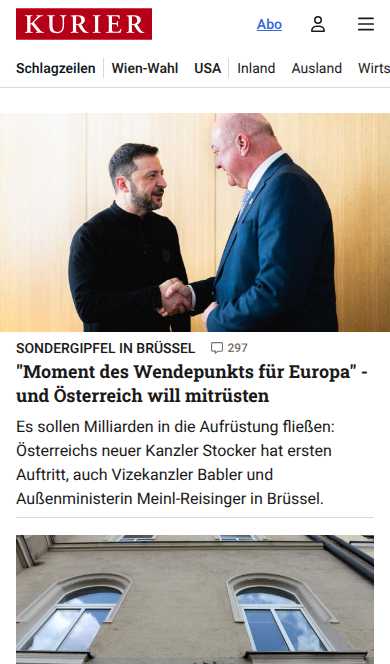 KURIER
Abo
Schlagzeilen Wien-Wahl USA Inland Ausland Wirts
SONDERGIPFEL IN BRÜSSEL 297
"Moment des Wendepunkts für Europa" -
und Österreich will mitrüsten
Es sollen Milliarden in die Aufrüstung fließen:
Österreichs neuer Kanzler Stocker hat ersten
Auftritt, auch Vizekanzler Babler und
Außenministerin Meinl-Reisinger in Brüssel.